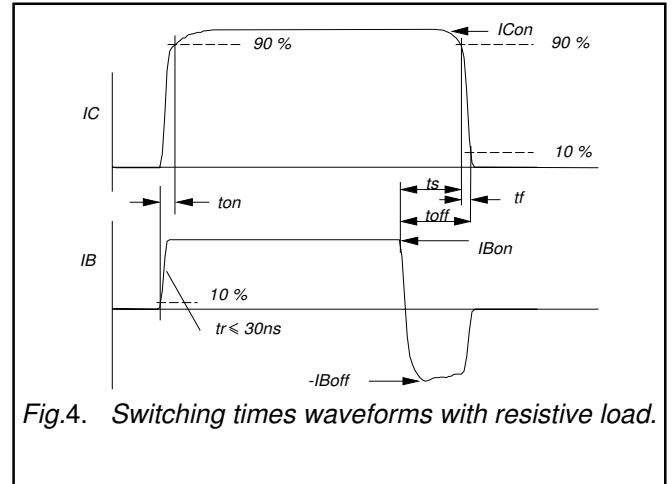 ICon
90 %
90 %
IC
10 %
ts
ton
tf
toff
IB
IBon
10 %
tr ⩽ 30ns
-IBoff
Fig.4. Switching times waveforms with resistive load.